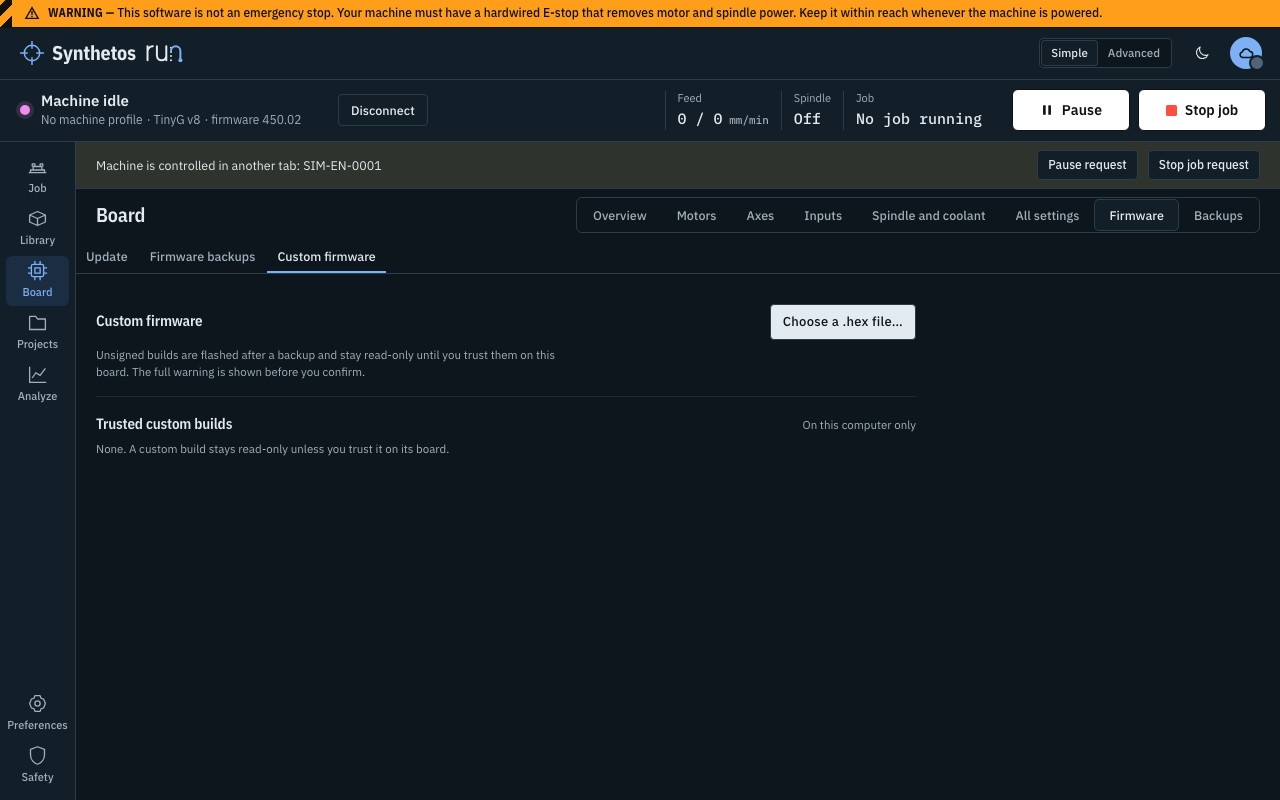 WARNING — This software is not an emergency stop. Your machine must have a hardwired E-stop that removes motor and spindle power. Keep it within reach whenever the machine is powered.
Synthetos run
Simple
Advanced
Machine idle
No machine profile · TinyG v8 · firmware 450.02
Disconnect
Feed
0 / 0 mm/min
Spindle
Off
Job
No job running
Pause
Stop job
Job
Library
Board
Projects
Analyze
Preferences
Safety
Machine is controlled in another tab: SIM-EN-0001
Pause request
Stop job request
Board
Overview
Motors
Axes
Inputs
Spindle and coolant
All settings
Firmware
Backups
Update
Firmware backups
Custom firmware
Custom firmware
Choose a .hex file...
Unsigned builds are flashed after a backup and stay read-only until you trust them on this
board. The full warning is shown before you confirm.
Trusted custom builds
On this computer only
None. A custom build stays read-only unless you trust it on its board.